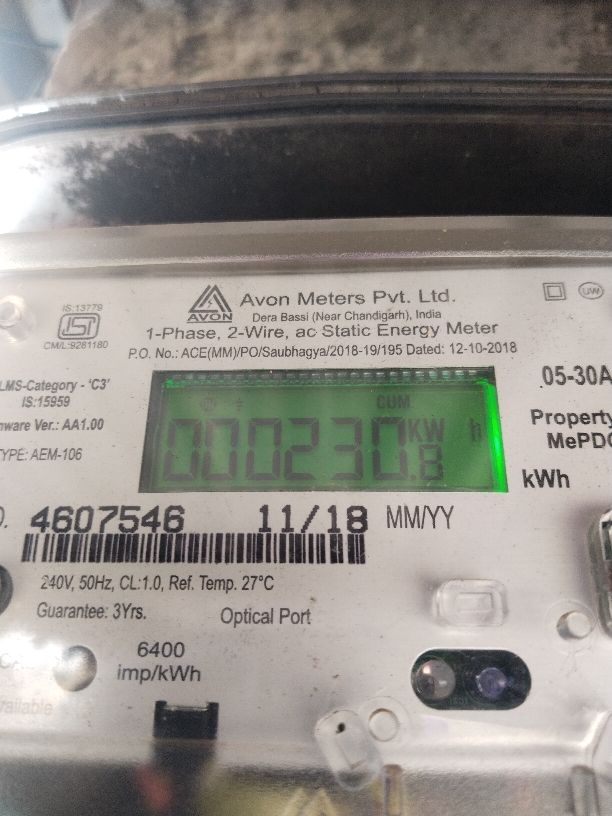 Avon Meters Pvt. Ltd.
AVON
Dera Bassi (Near Chandigarh), India
1-Phase, 2-Wire, ac Static Energy Meter
P.O. No.: ACE(MM)/PO/Saubhagya/2018-19/195 Dated: 12-10-2018
IS:13779
ISI
CM/L:9281180
UW
LMS-Category - 'C3'
IS:15959
Ver.: AA1.00
TYPE: AEM-106
CUM
000230.8 KW h
05-30A
Property
MePDC
kWh
4607546 11/18 MM/YY
240V, 50Hz, CL:1.0, Ref. Temp. 27°C
Guarantee: 3Yrs.
Optical Port
6400
imp/kWh